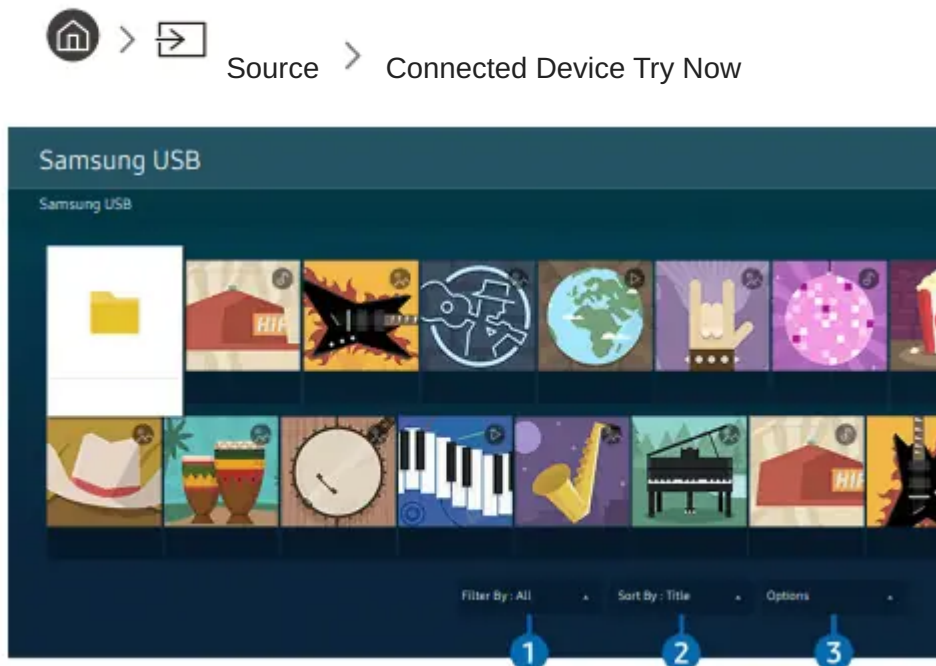 Source Connected Device Try Now
Samsung USB
Samsung USB
HIP
HIP
Filter By : All Sort By : Title Options
1 2 3